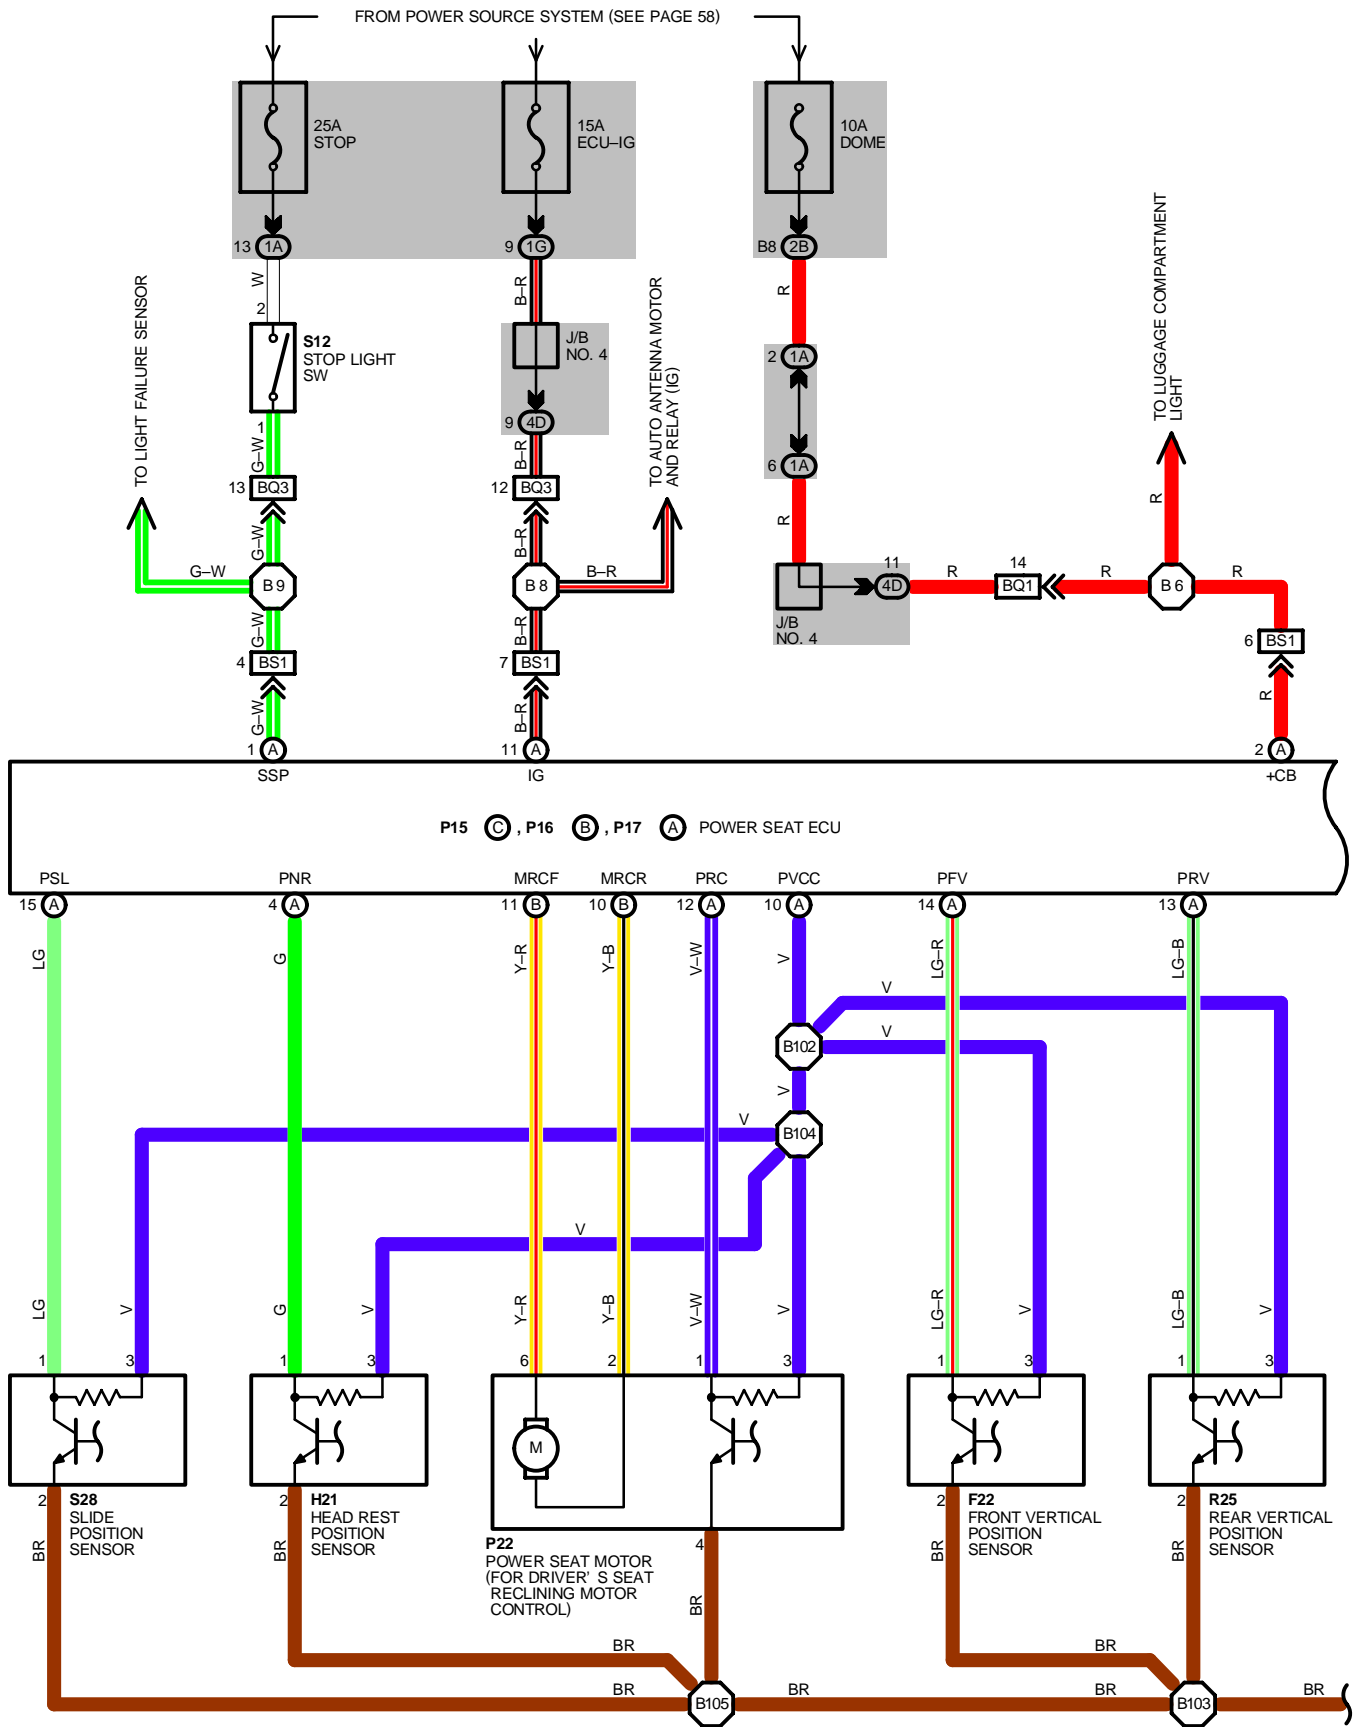 FROM POWER SOURCE SYSTEM (SEE PAGE 58)
25A
STOP
15A
ECU–IG
10A
DOME
13 1A
9 1G
B8 2B
W
B–R
R
2
S12
STOP LIGHT
SW
J/B
NO. 4
2 1A
TO LIGHT FAILURE SENSOR
TO AUTO ANTENNA MOTOR
AND RELAY (IG)
TO LUGGAGE COMPARTMENT
LIGHT
1
9 4D
6 1A
G–W
B–R
13 BQ3
12 BQ3
R
R
G–W
B–R
G–W
B 9
B 8
B–R
J/B
NO. 4
11
4D
R
14
BQ1
R
B 6
R
G–W
B–R
4 BS1
7 BS1
6 BS1
G–W
B–R
R
1 A
11 A
2 A
SSP
IG
+CB
P15 C , P16 B , P17 A POWER SEAT ECU
PSL
PNR
MRCF
MRCR
PRC
PVCC
PFV
PRV
15 A
4 A
11 B
10 B
12 A
10 A
14 A
13 A
LG
G
Y–R
Y–B
V–W
V
LG–R
LG–B
V
V
B102
V
V
B104
V
LG
V
G
V
Y–R
Y–B
V–W
V
LG–R
V
LG–B
V
1
3
1
3
6
2
1
3
1
3
1
3
M
2
S28
SLIDE
POSITION
SENSOR
2
H21
HEAD REST
POSITION
SENSOR
P22
POWER SEAT MOTOR
(FOR DRIVER' S SEAT
RECLINING MOTOR
CONTROL)
4
2
F22
FRONT VERTICAL
POSITION
SENSOR
2
R25
REAR VERTICAL
POSITION
SENSOR
BR
BR
BR
BR
BR
BR
BR
BR
B105
BR
BR
B103
BR